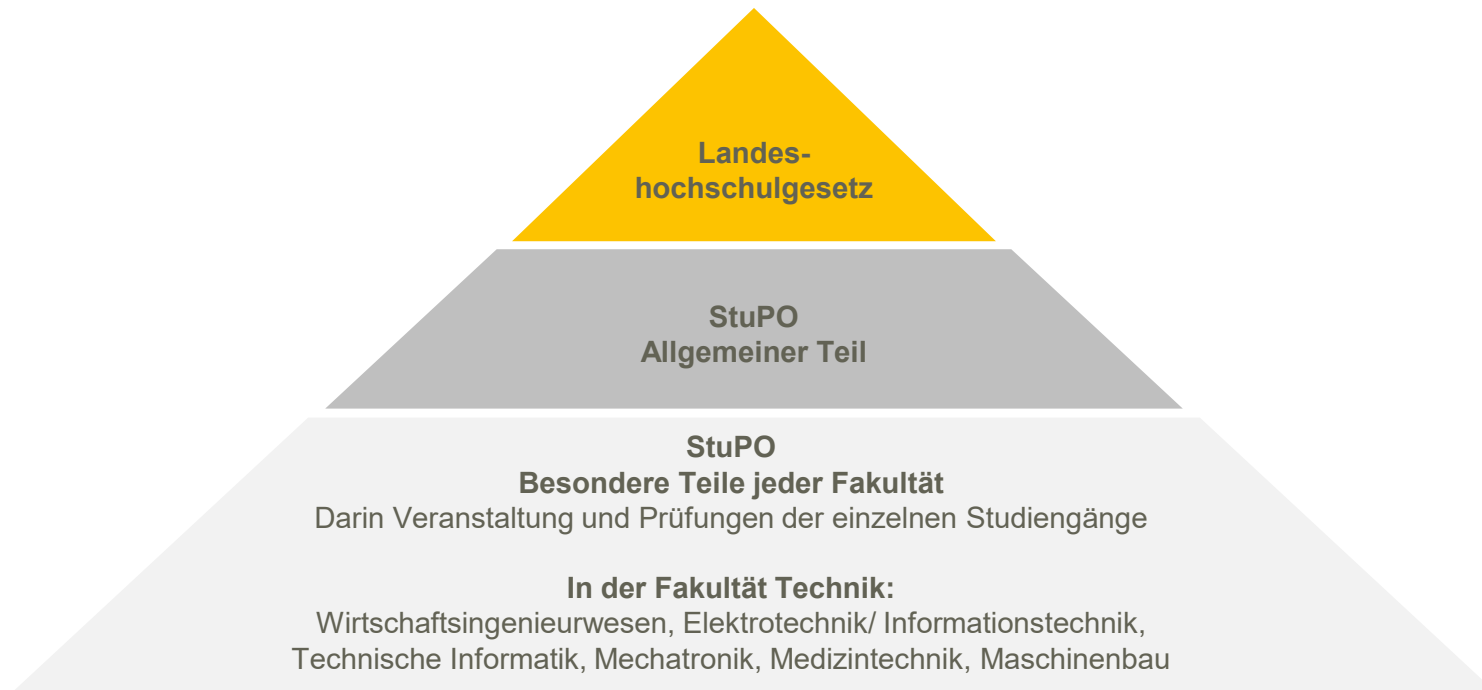 Landes-
hochschulgesetz
StuPO
Allgemeiner Teil
StuPO
Besondere Teile jeder Fakultät
Darin Veranstaltung und Prüfungen der einzelnen Studiengänge
In der Fakultät Technik:
Wirtschaftsingenieurwesen, Elektrotechnik/ Informationstechnik,
Technische Informatik, Mechatronik, Medizintechnik, Maschinenbau